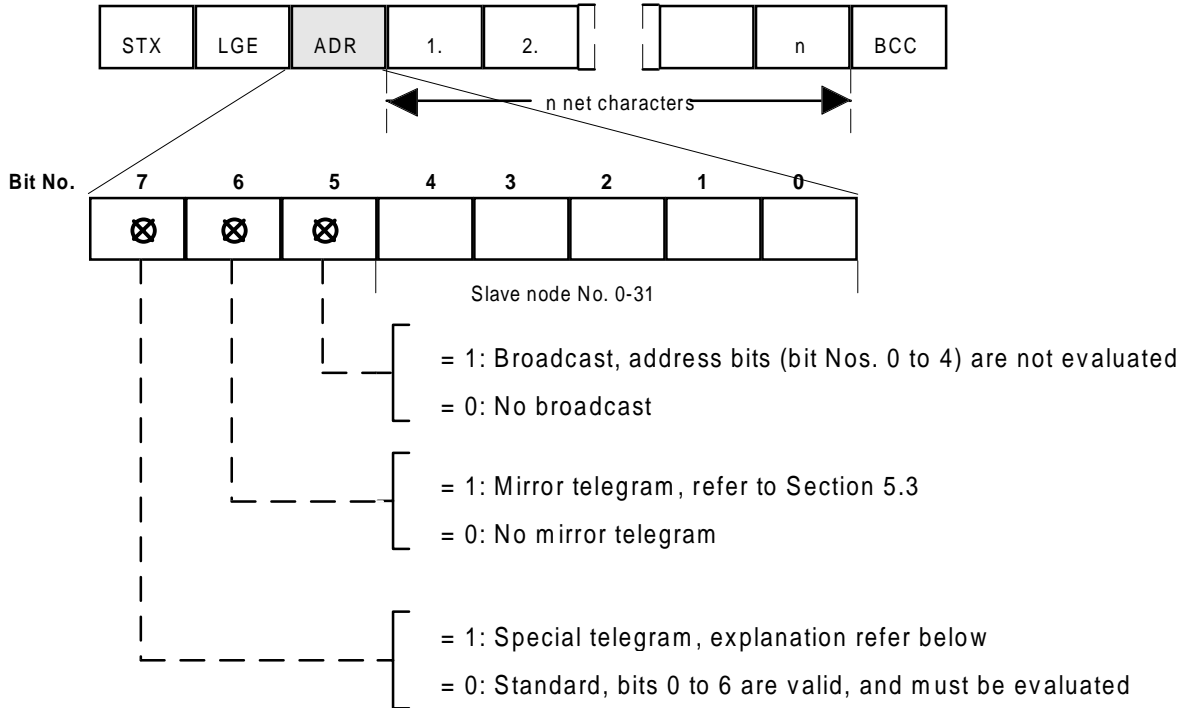 STX LGE ADR 1. 2. n BCC
n net characters
Bit No. 7 6 5 4 3 2 1 0
Slave node No. 0-31
= 1: Broadcast, address bits (bit Nos. 0 to 4) are not evaluated
= 0: No broadcast
= 1: Mirror telegram, refer to Section 5.3
= 0: No mirror telegram
= 1: Special telegram, explanation refer below
= 0: Standard, bits 0 to 6 are valid, and must be evaluated